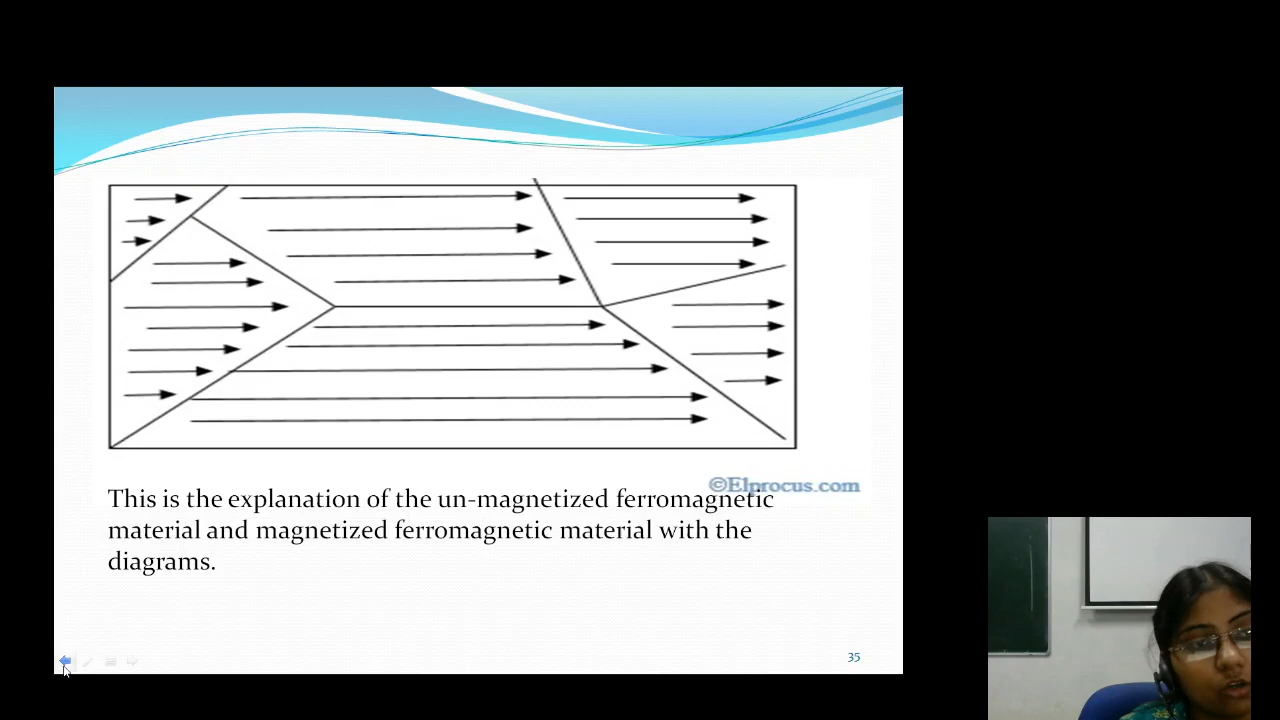 ©Elprocus.com
This is the explanation of the un-magnetized ferromagnetic
material and magnetized ferromagnetic material with the
diagrams.
35